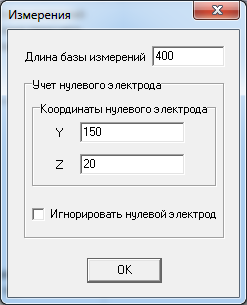 Измерения
Длина базы измерений 400
Учет нулевого электрода
Координаты нулевого электрода
Y 150
Z 20
Игнорировать нулевой электрод
OK